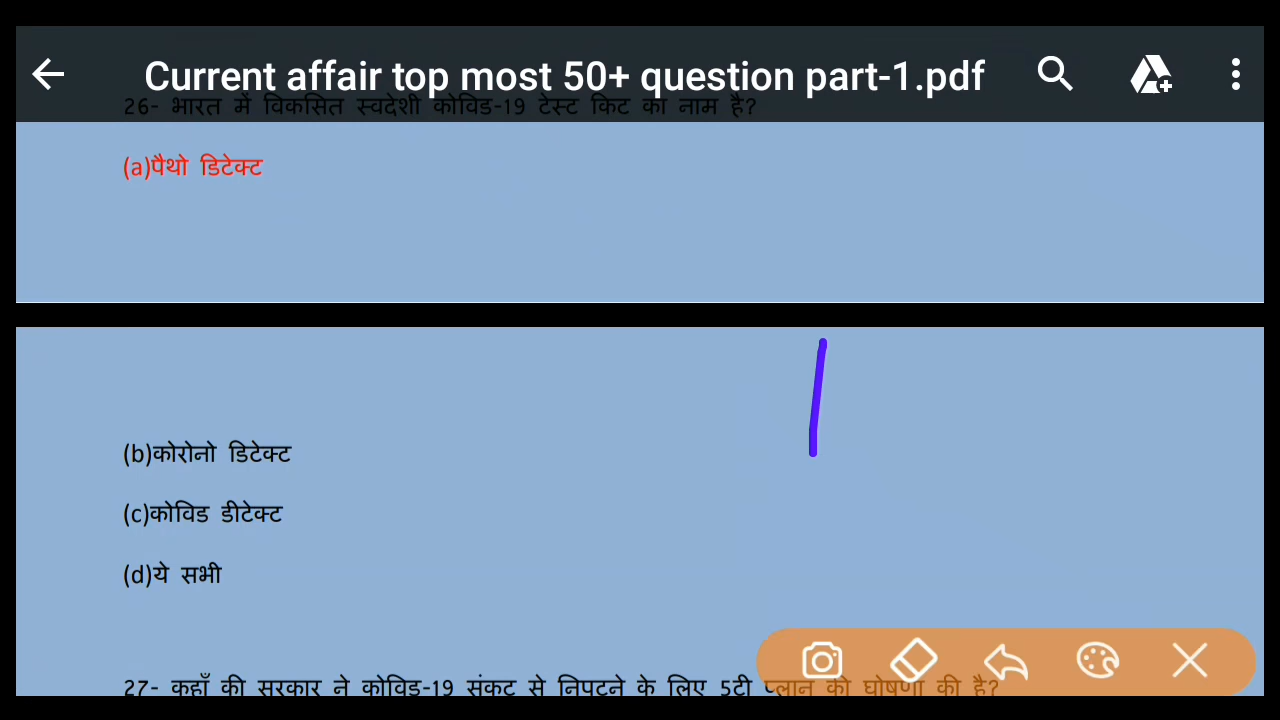 Current affair top most 50+ question part-1.pdf
26- भारत में विकसित स्वदेशी कोविड-19 टेस्ट किट का नाम है?
(a)पैथो डिटेक्ट
(b)कोरोनो डिटेक्ट
(c)कोविड डीटेक्ट
(d)ये सभी
27- कहाँ की सरकार ने कोविड-19 संकट से निपटने के लिए 5टी प्लान की घोषणा की है?